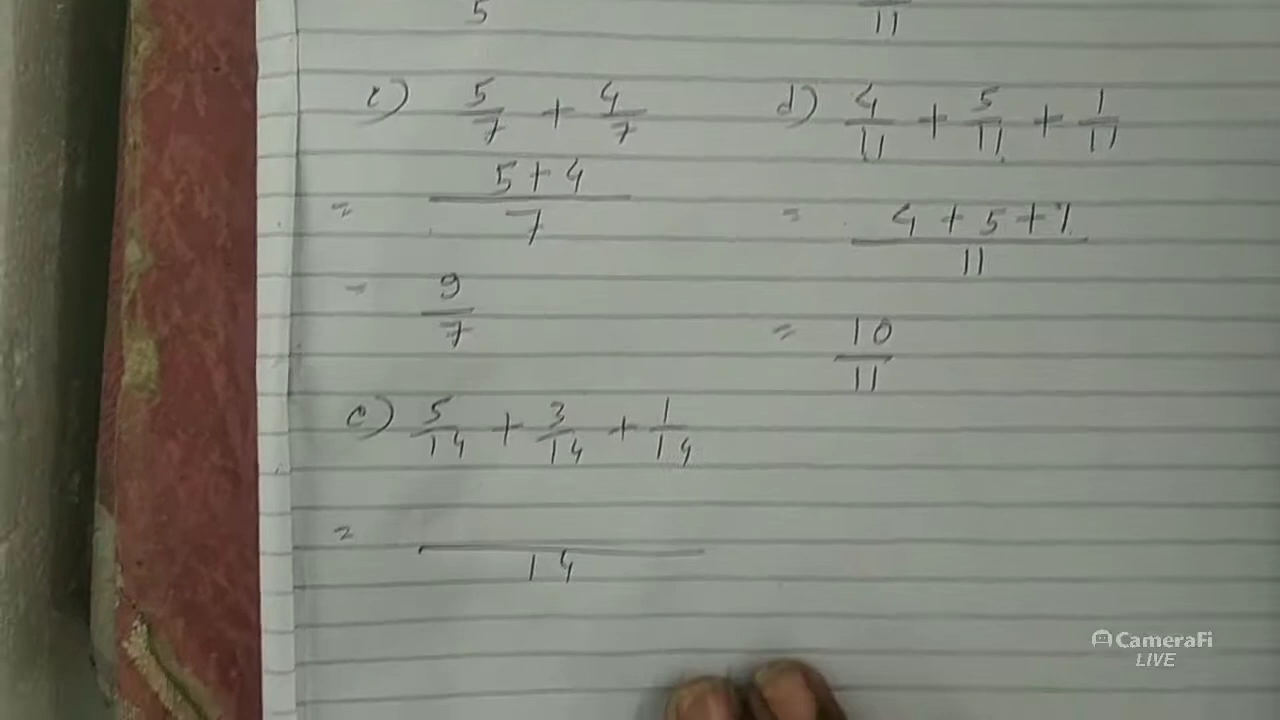 5
11
c) 5/7 + 4/7
= 5+4/7
= 9/7
d) 4/11 + 5/11 + 1/11
= 4+5+1/11
= 10/11
e) 5/14 + 3/14 + 1/14
= /14
CameraFi
LIVE